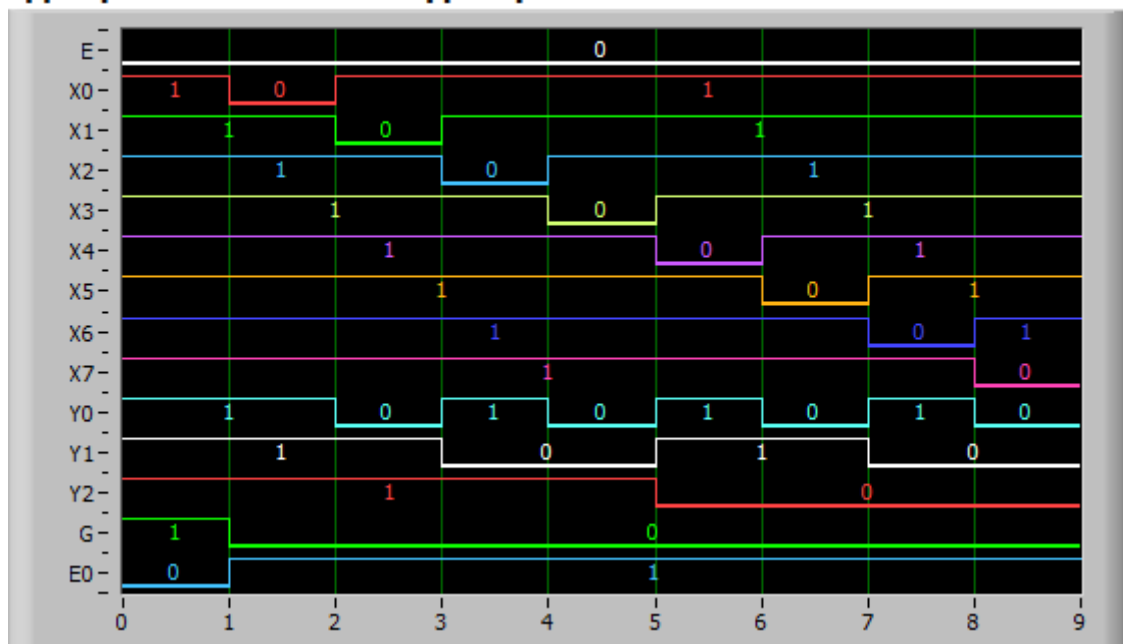 E 0
X0 1 0 1
X1 1 0 1
X2 1 0 1
X3 1 0 1
X4 1 0 1
X5 1 0 1
X6 1 0 1
X7 1 0
Y0 1 0 1 0 1 0 1 0
Y1 1 0 1 0
Y2 1 0
G 1 0
E0 0 1
0 1 2 3 4 5 6 7 8 9